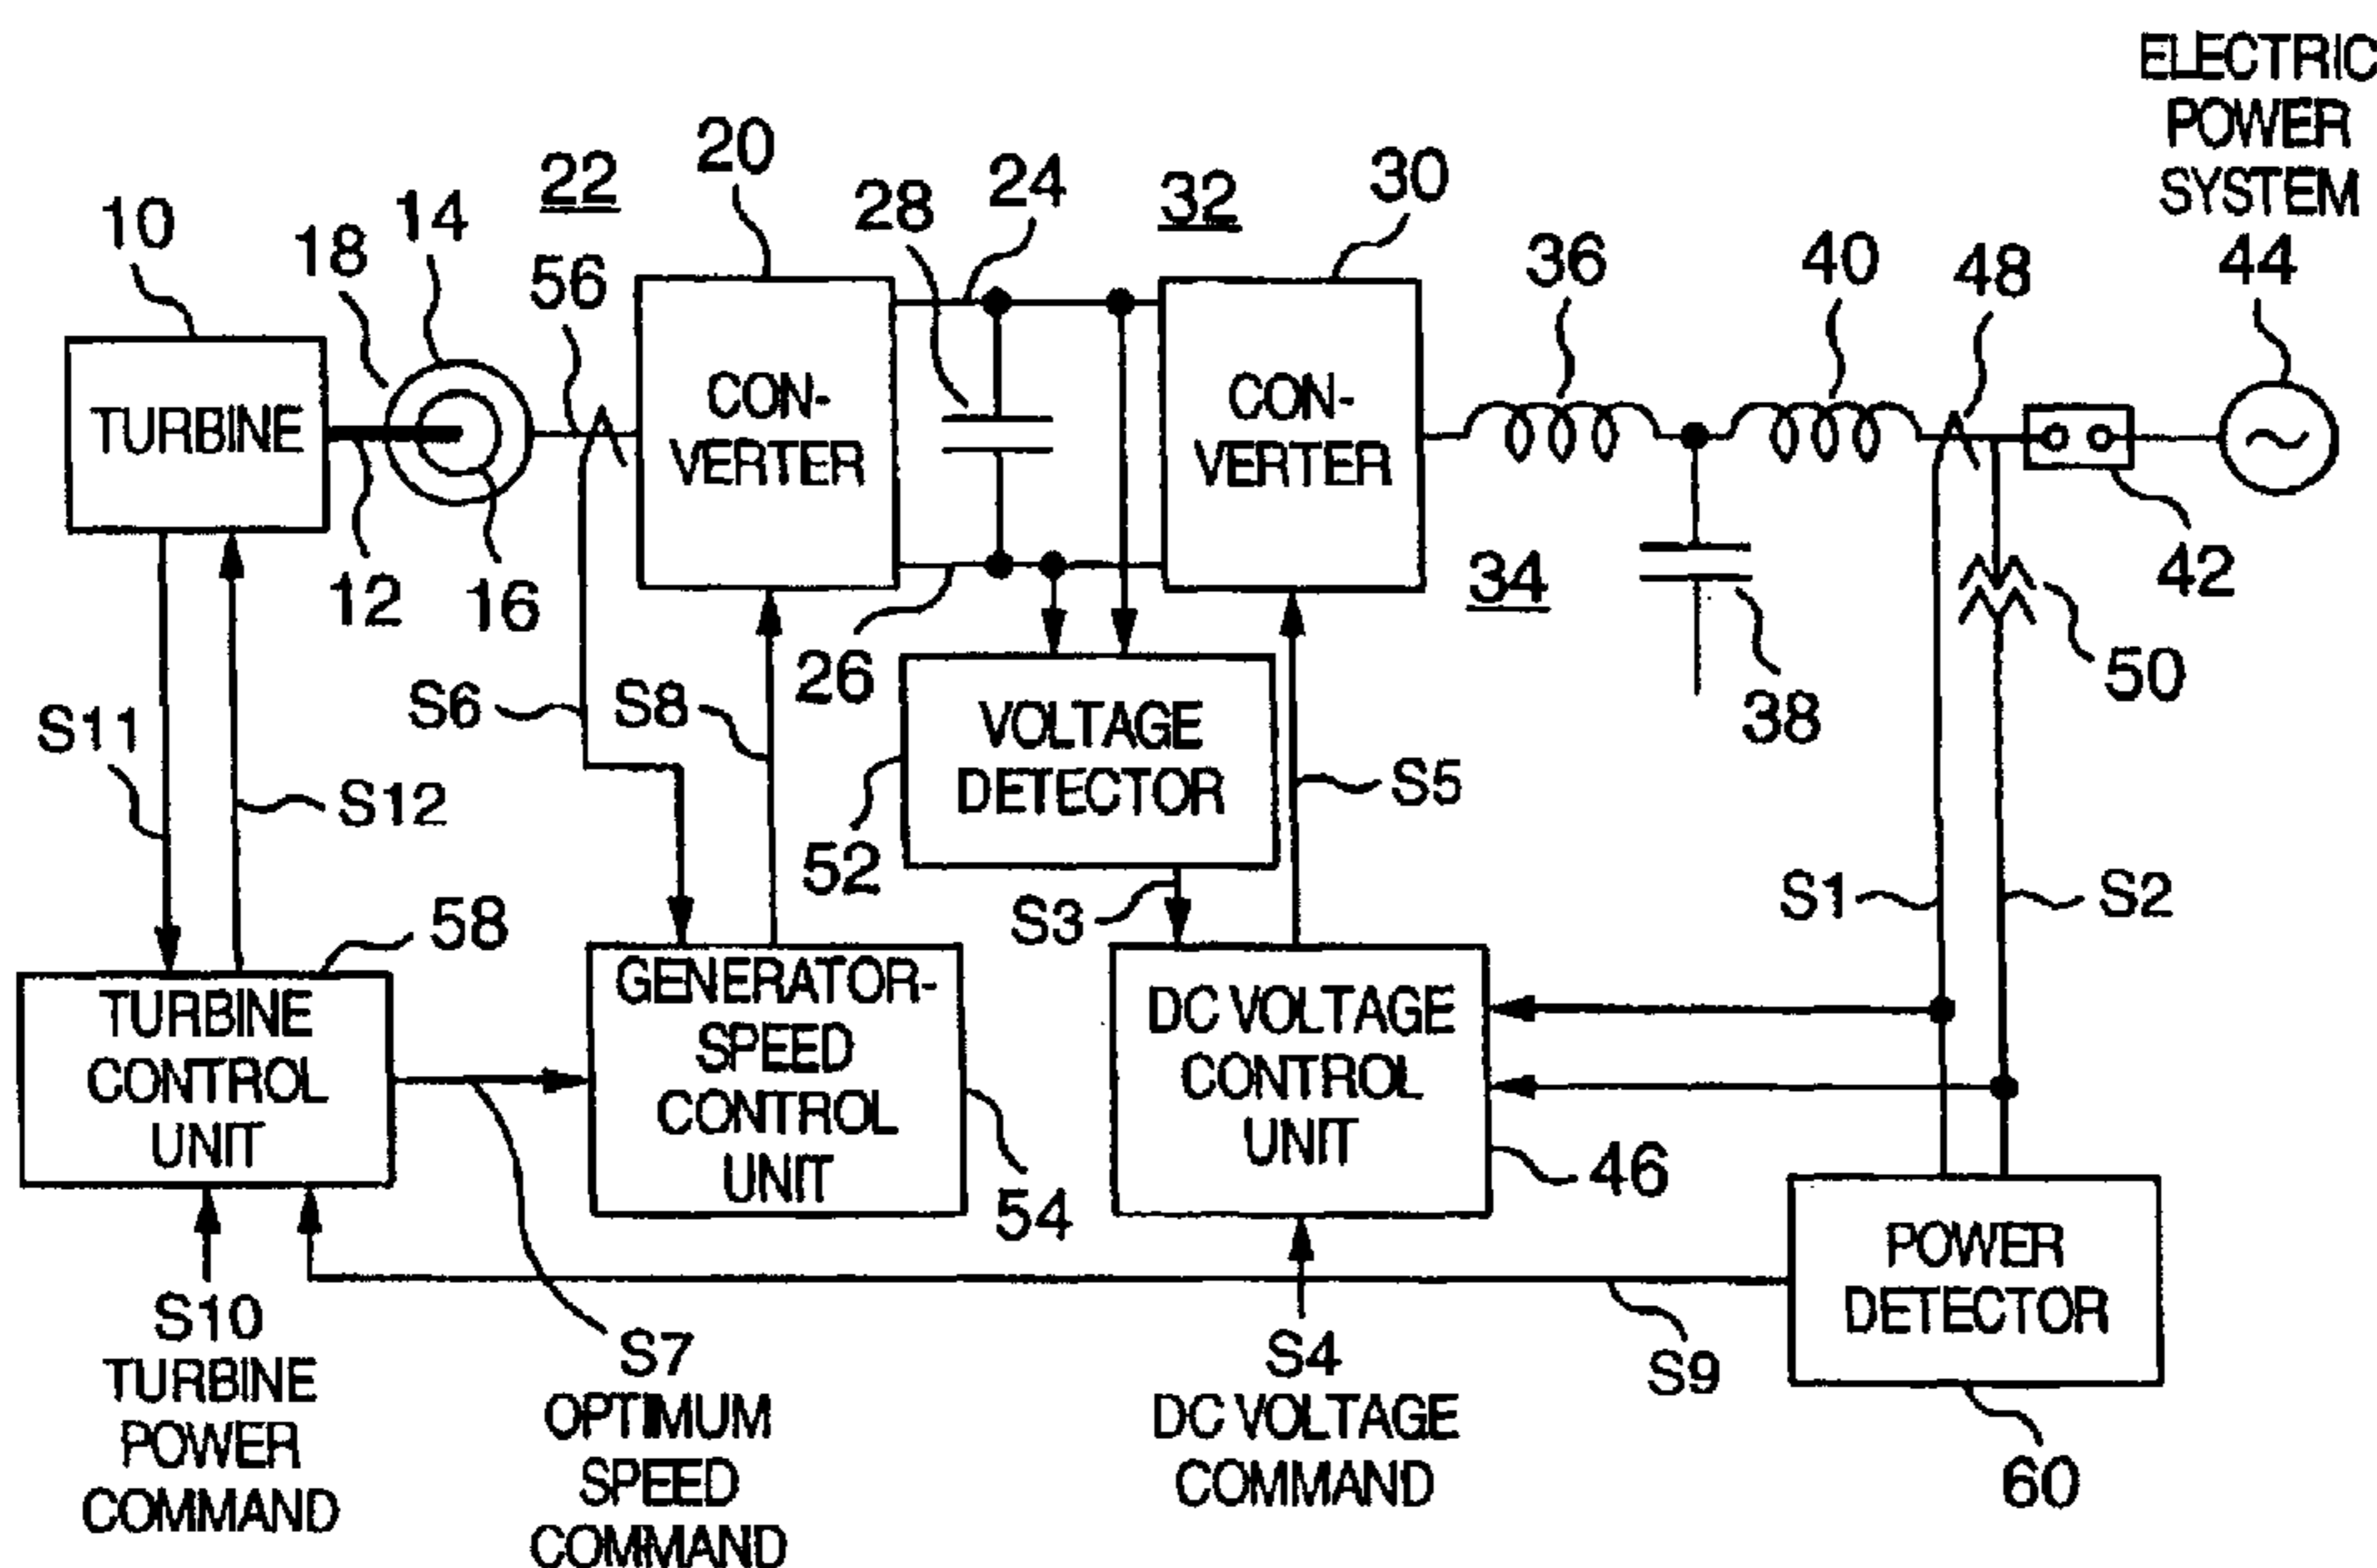 ELECTRIC
POWER
SYSTEM
44
10
18
14
22
56
20
28
24
32
30
36
40
48
TURBINE
CON-
VERTER
CON-
VERTER
12
16
26
34
38
42
50
S11
S12
S6
S8
VOLTAGE
DETECTOR
52
S3
S5
S1
S2
58
TURBINE
CONTROL
UNIT
GENERATOR-
SPEED
CONTROL
UNIT
54
DC VOLTAGE
CONTROL
UNIT
46
POWER
DETECTOR
60
S10
TURBINE
POWER
COMMAND
S7
OPTIMUM
SPEED
COMMAND
S4
DC VOLTAGE
COMMAND
S9